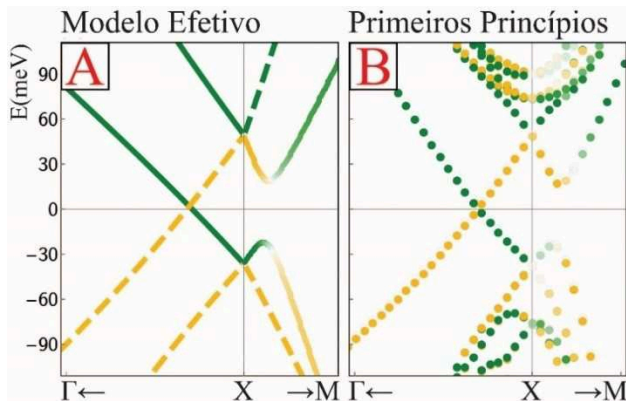 Modelo Efetivo
Primeiros Princípios
A
B
E(meV)
90
60
30
0
−30
−60
−90
Γ←
X
→M
Γ←
X
→M